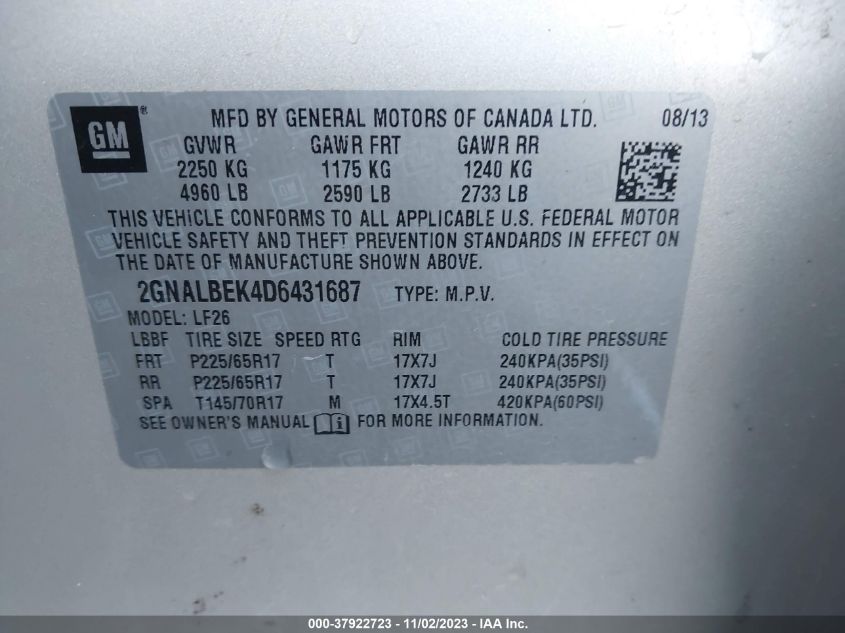 GM ® MFD BY GENERAL MOTORS OF CANADA LTD. 08/13
GVWR GAWR FRT GAWR RR
2250 KG 1175 KG 1240 KG
4960 LB 2590 LB 2733 LB
THIS VEHICLE CONFORMS TO ALL APPLICABLE U.S. FEDERAL MOTOR
VEHICLE SAFETY AND THEFT PREVENTION STANDARDS IN EFFECT ON
THE DATE OF MANUFACTURE SHOWN ABOVE.
2GNALBEK4D6431687 TYPE: M.P.V.
MODEL: LF26
LBBF TIRE SIZE SPEED RTG RIM COLD TIRE PRESSURE
FRT P225/65R17 T 17X7J 240KPA(35PSI)
RR P225/65R17 T 17X7J 240KPA(35PSI)
SPA T145/70R17 M 17X4.5T 420KPA(60PSI)
SEE OWNER'S MANUAL i FOR MORE INFORMATION.
000-37922723 - 11/02/2023 - IAA Inc.